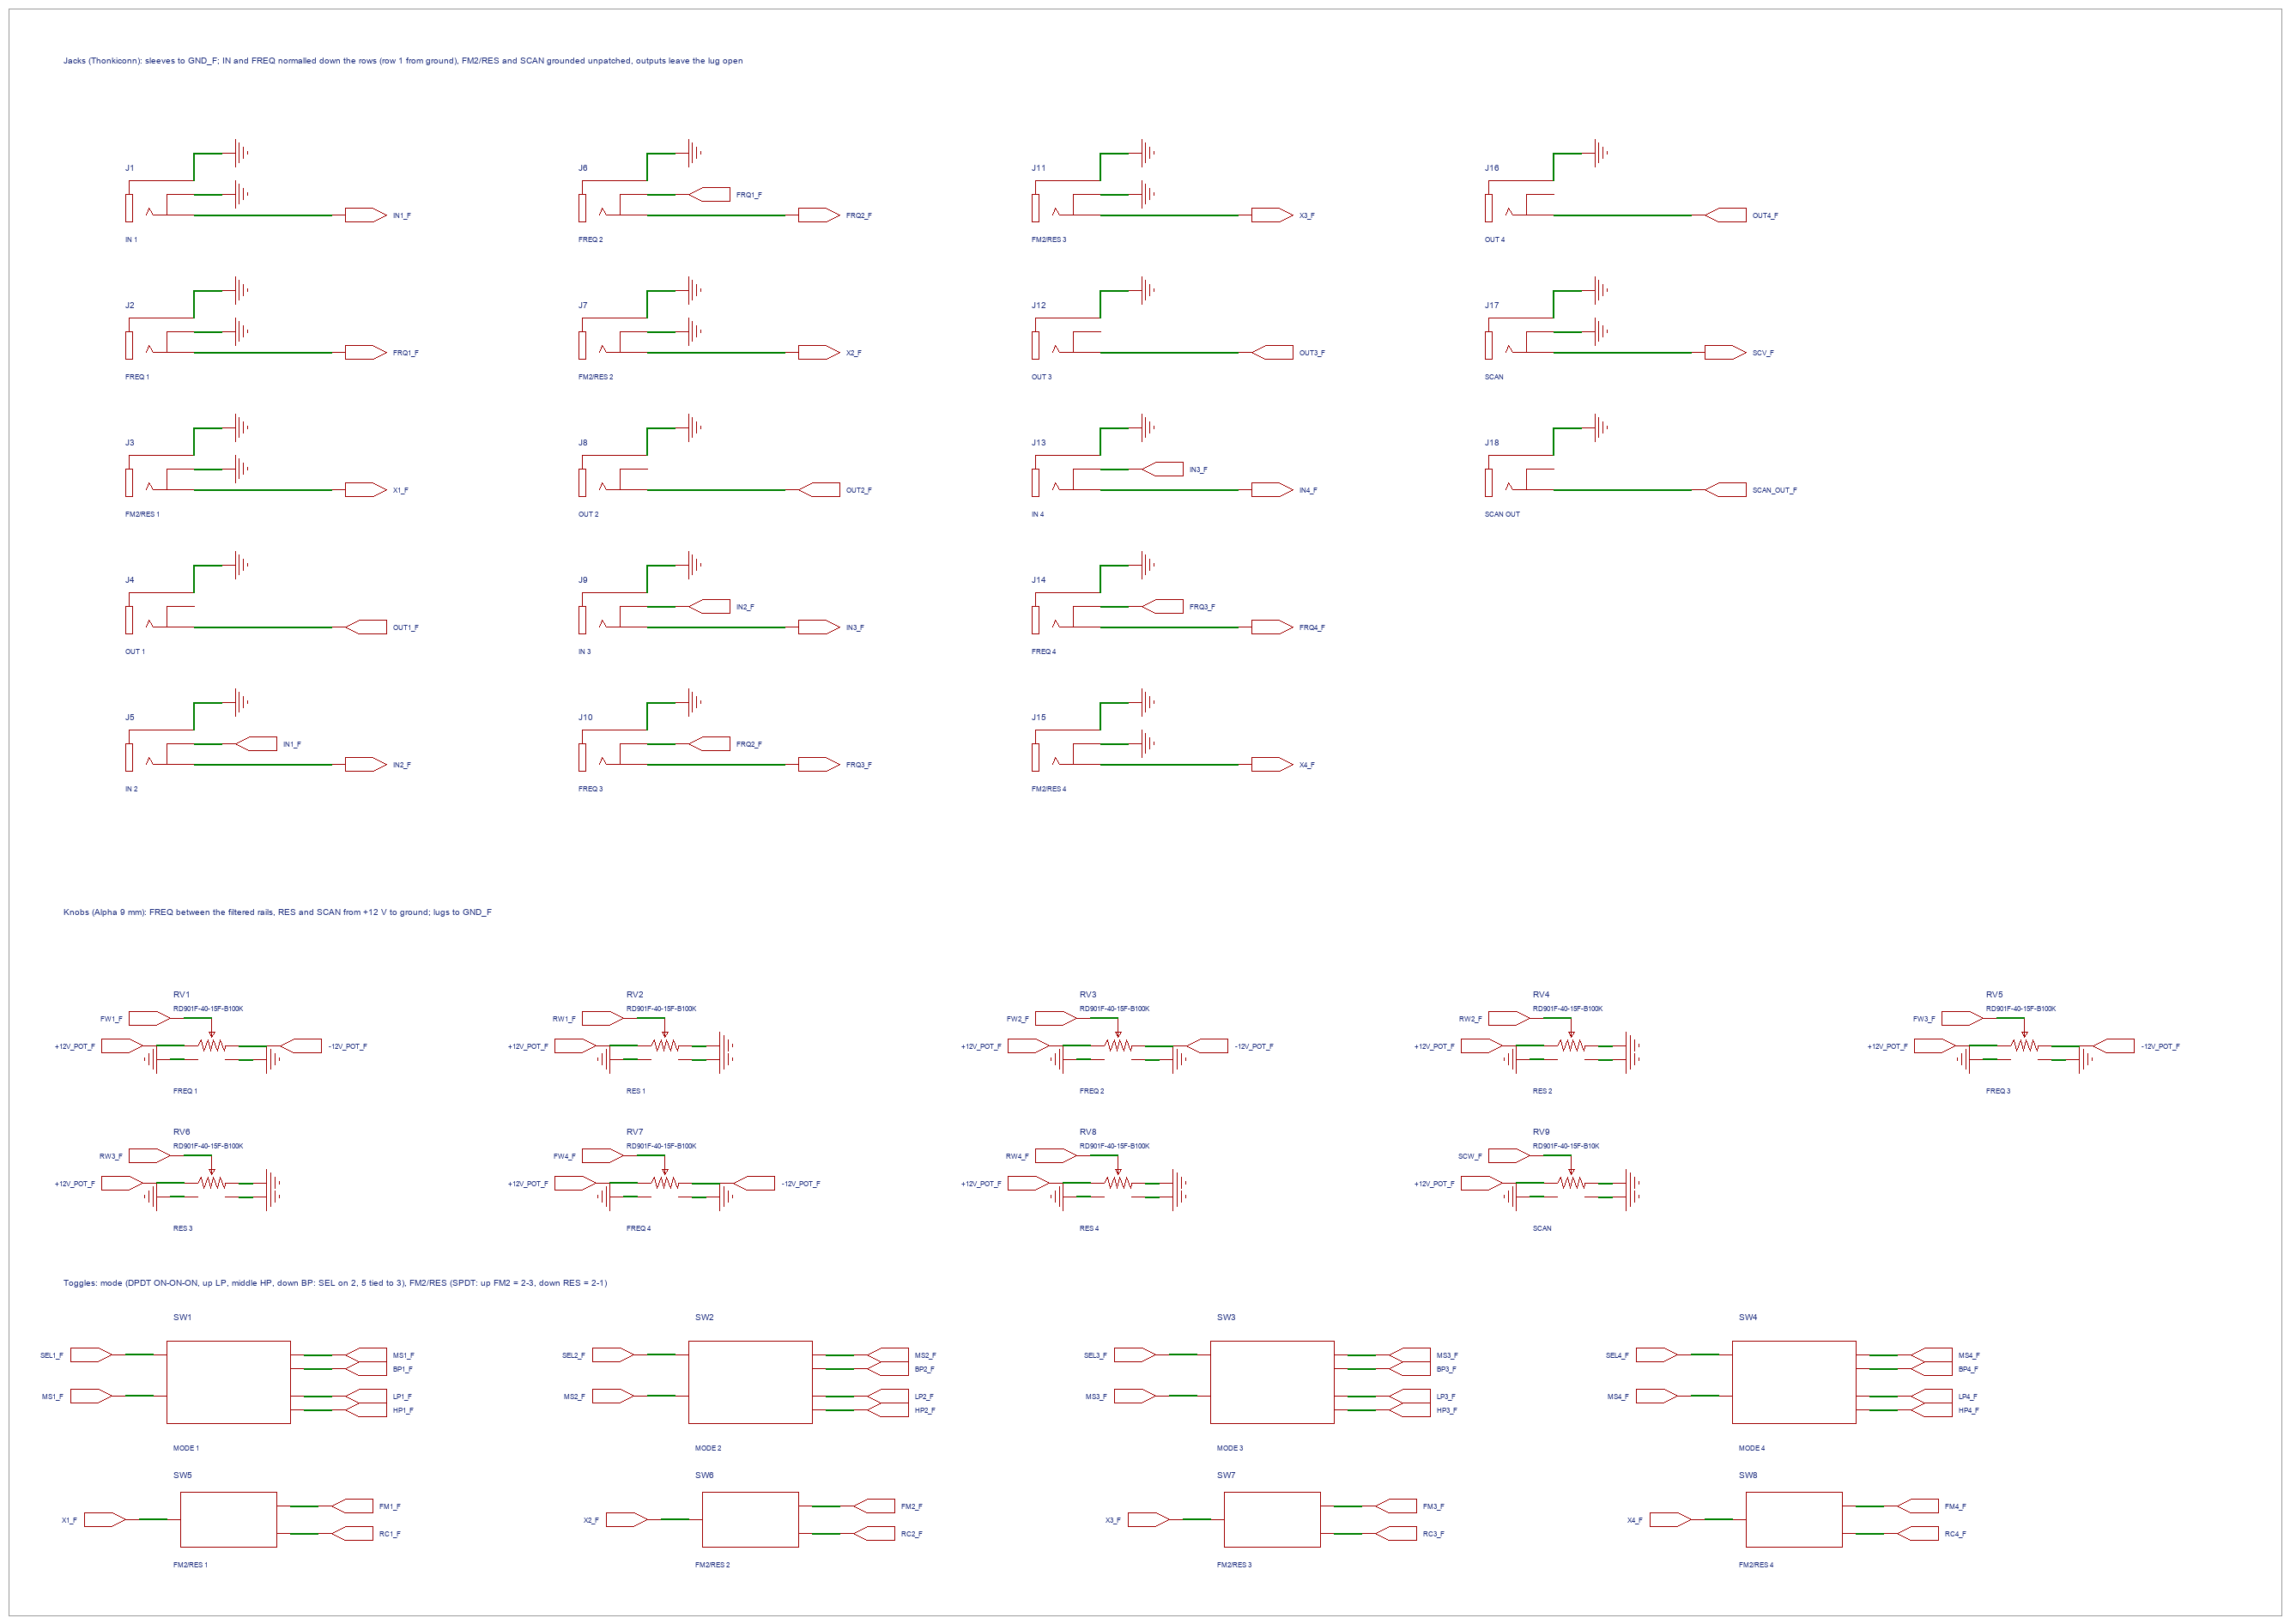 Jacks (Thonkiconn): sleeves to GND_F; IN and FREQ normalled down the rows (row 1 from ground), FM2/RES and SCAN grounded unpatched, outputs leave the lug open
J1
IN1_F
IN 1
J6
FRQ1_F
FRQ2_F
FREQ 2
J11
X3_F
FM2/RES 3
J16
OUT4_F
OUT 4
J2
FRQ1_F
FREQ 1
J7
X2_F
FM2/RES 2
J12
OUT3_F
OUT 3
J17
SCV_F
SCAN
J3
X1_F
FM2/RES 1
J8
OUT2_F
OUT 2
J13
IN3_F
IN4_F
IN 4
J18
SCAN_OUT_F
SCAN OUT
J4
OUT1_F
OUT 1
J9
IN2_F
IN3_F
IN 3
J14
FRQ3_F
FRQ4_F
FREQ 4
J5
IN1_F
IN2_F
IN 2
J10
FRQ2_F
FRQ3_F
FREQ 3
J15
X4_F
FM2/RES 4
Knobs (Alpha 9 mm): FREQ between the filtered rails, RES and SCAN from +12 V to ground; lugs to GND_F
RV1
RD901F-40-15F-B100K
FW1_F
+12V_POT_F
-12V_POT_F
FREQ 1
RV2
RD901F-40-15F-B100K
RW1_F
+12V_POT_F
RES 1
RV3
RD901F-40-15F-B100K
FW2_F
+12V_POT_F
-12V_POT_F
FREQ 2
RV4
RD901F-40-15F-B100K
RW2_F
+12V_POT_F
RES 2
RV5
RD901F-40-15F-B100K
FW3_F
+12V_POT_F
-12V_POT_F
FREQ 3
RV6
RD901F-40-15F-B100K
RW3_F
+12V_POT_F
RES 3
RV7
RD901F-40-15F-B100K
FW4_F
+12V_POT_F
-12V_POT_F
FREQ 4
RV8
RD901F-40-15F-B100K
RW4_F
+12V_POT_F
RES 4
RV9
RD901F-40-15F-B10K
SCW_F
+12V_POT_F
SCAN
Toggles: mode (DPDT ON-ON-ON, up LP, middle HP, down BP: SEL on 2, 5 tied to 3), FM2/RES (SPDT: up FM2 = 2-3, down RES = 2-1)
SW1
SEL1_F
MS1_F
BP1_F
MS1_F
LP1_F
HP1_F
MODE 1
SW2
SEL2_F
MS2_F
BP2_F
MS2_F
LP2_F
HP2_F
MODE 2
SW3
SEL3_F
MS3_F
BP3_F
MS3_F
LP3_F
HP3_F
MODE 3
SW4
SEL4_F
MS4_F
BP4_F
MS4_F
LP4_F
HP4_F
MODE 4
SW5
X1_F
FM1_F
RC1_F
FM2/RES 1
SW6
X2_F
FM2_F
RC2_F
FM2/RES 2
SW7
X3_F
FM3_F
RC3_F
FM2/RES 3
SW8
X4_F
FM4_F
RC4_F
FM2/RES 4